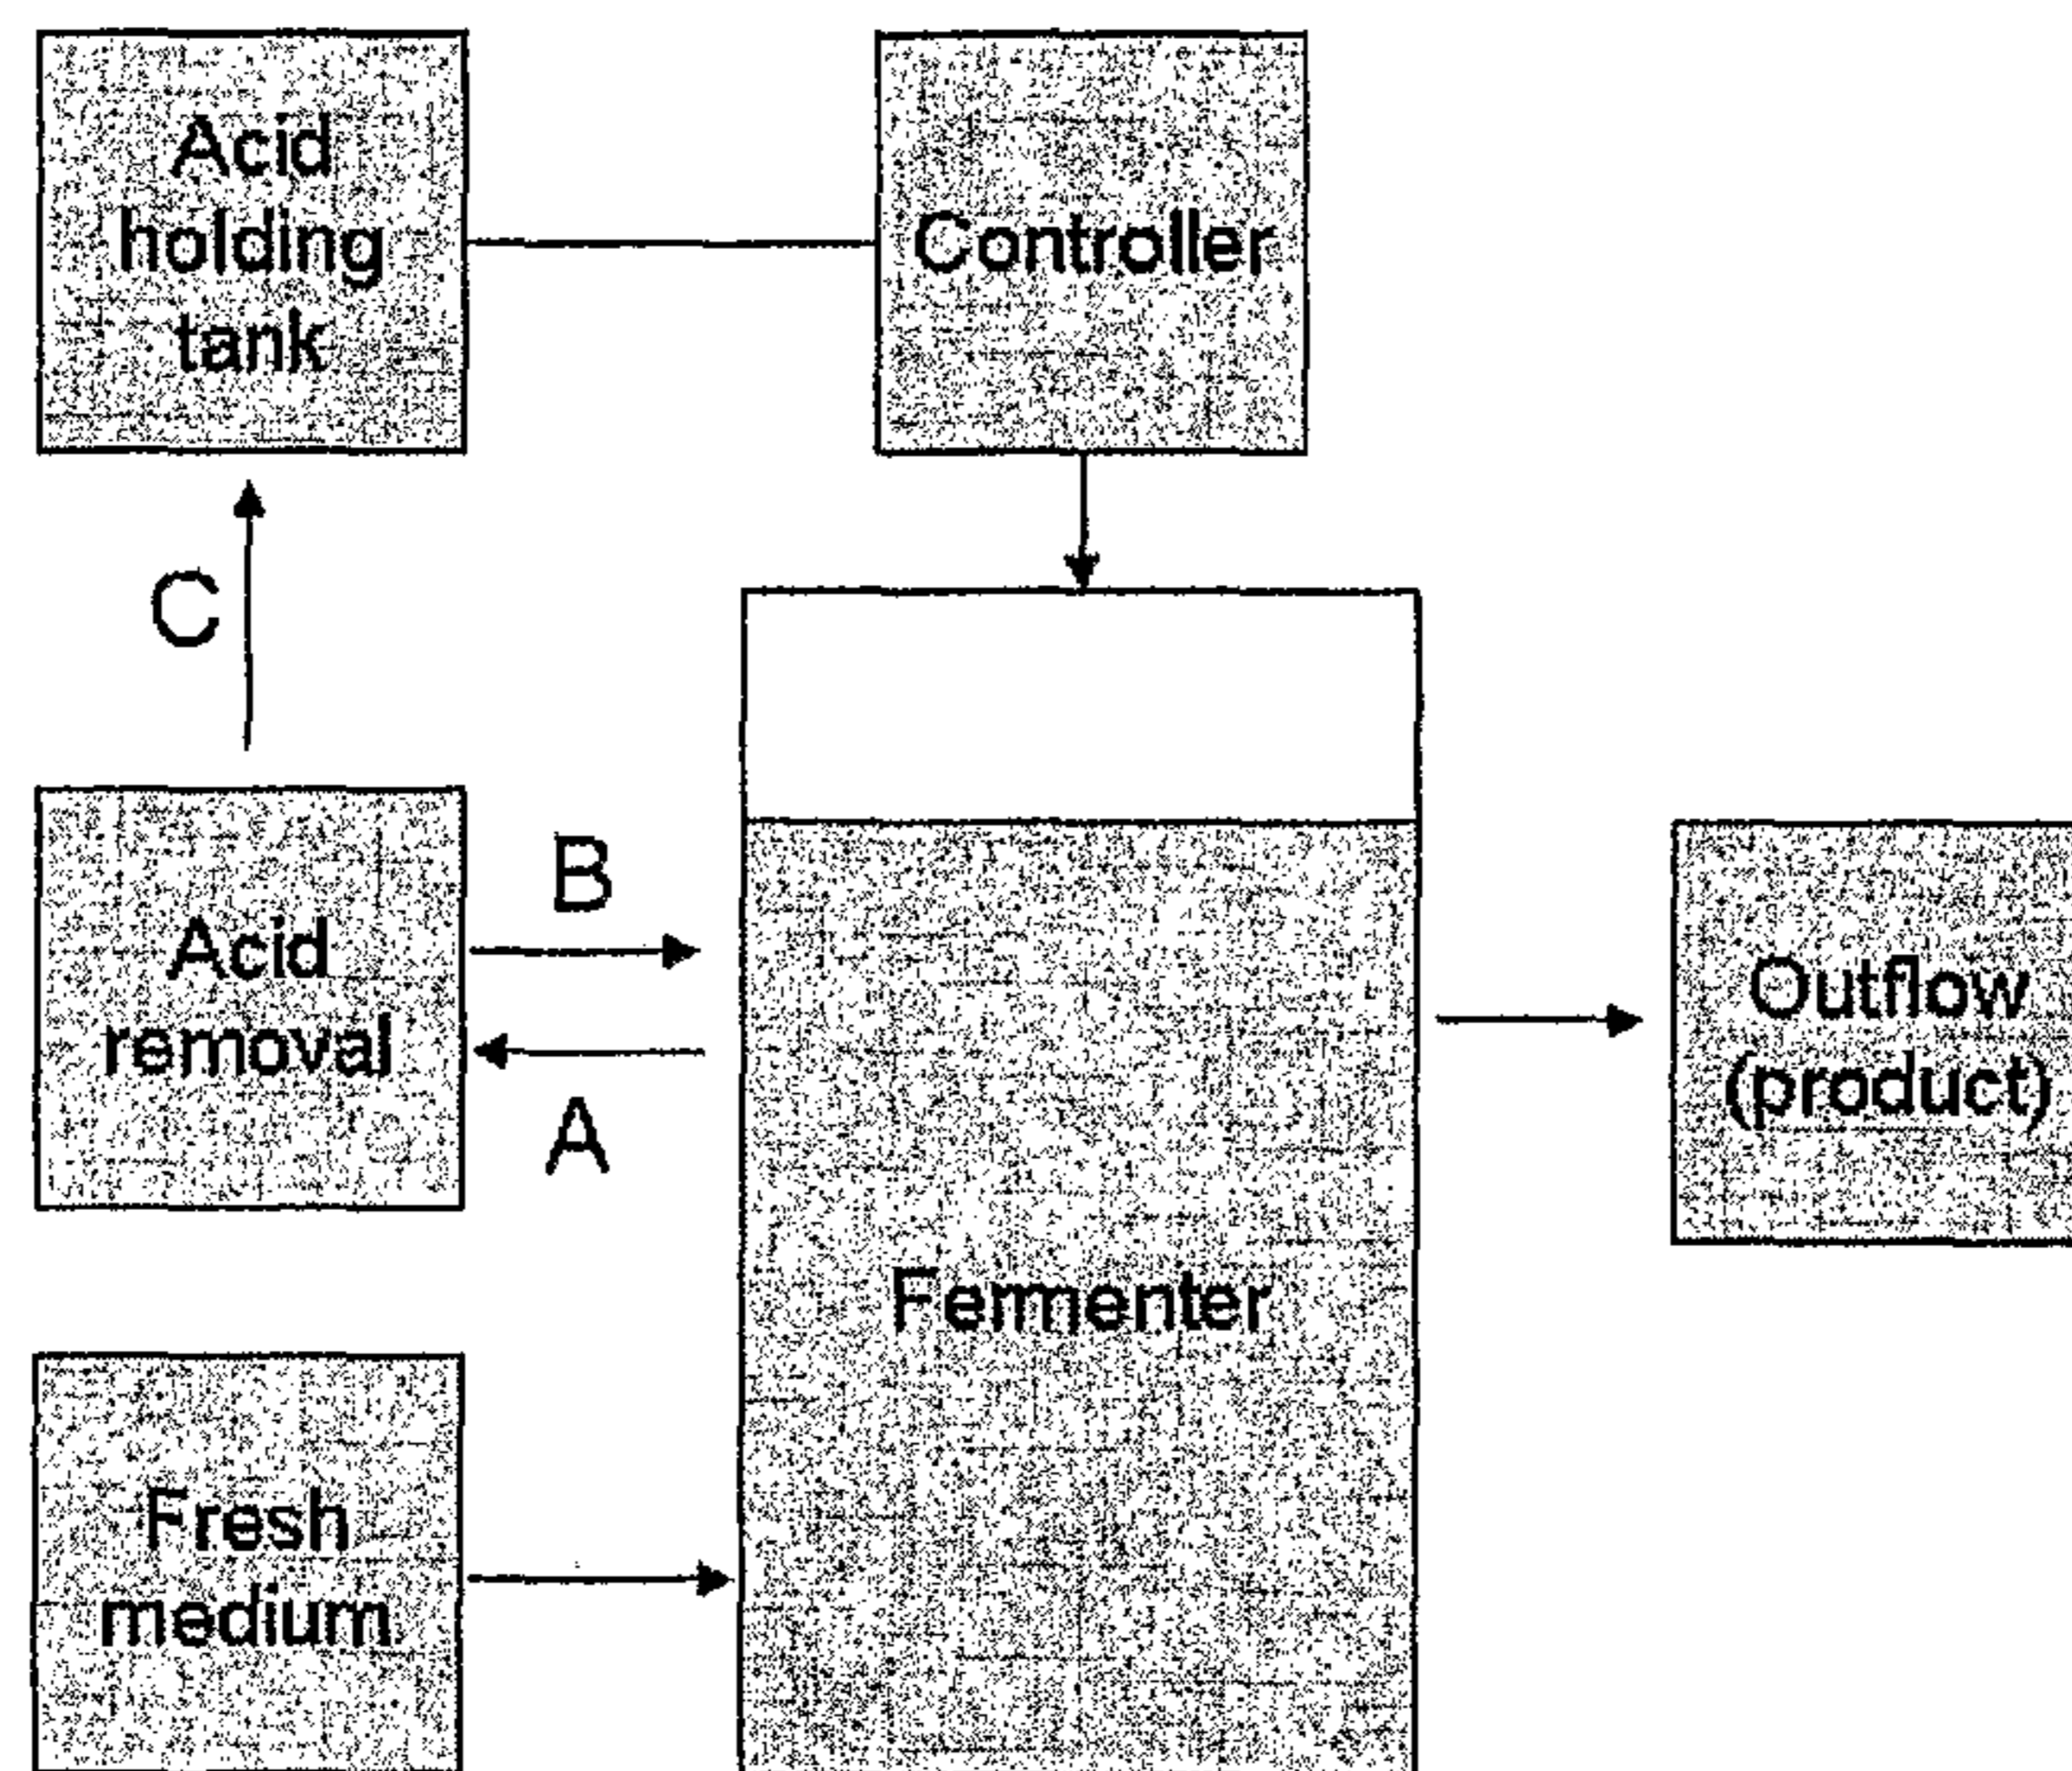 Acid
holding
tank
Controller
C
B
A
Acid
removal
Outflow
(product)
Fermenter
Fresh
medium